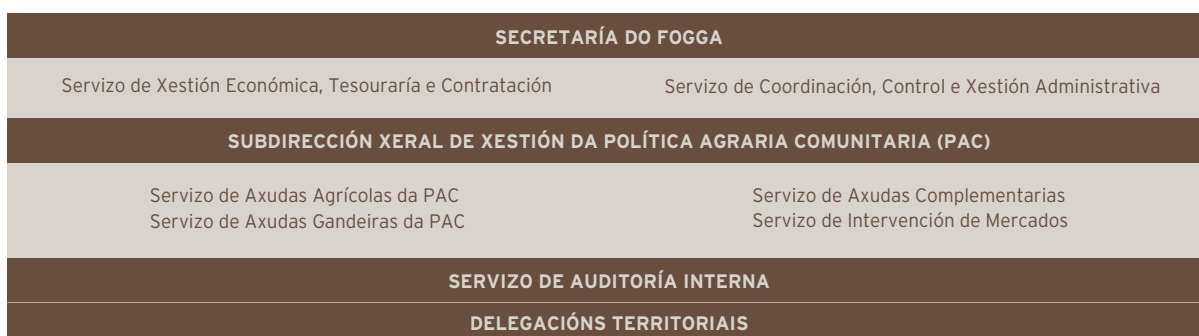 SECRETARÍA DO FOGGA
Servizo de Xestión Económica, Tesouraría e Contratación
Servizo de Coordinación, Control e Xestión Administrativa
SUBDIRECCIÓN XERAL DE XESTIÓN DA POLÍTICA AGRARIA COMUNITARIA (PAC)
Servizo de Axudas Agrícolas da PAC
Servizo de Axudas Gandeiras da PAC
Servizo de Axudas Complementarias
Servizo de Intervención de Mercados
SERVIZO DE AUDITORÍA INTERNA
DELEGACIÓNS TERRITORIAIS